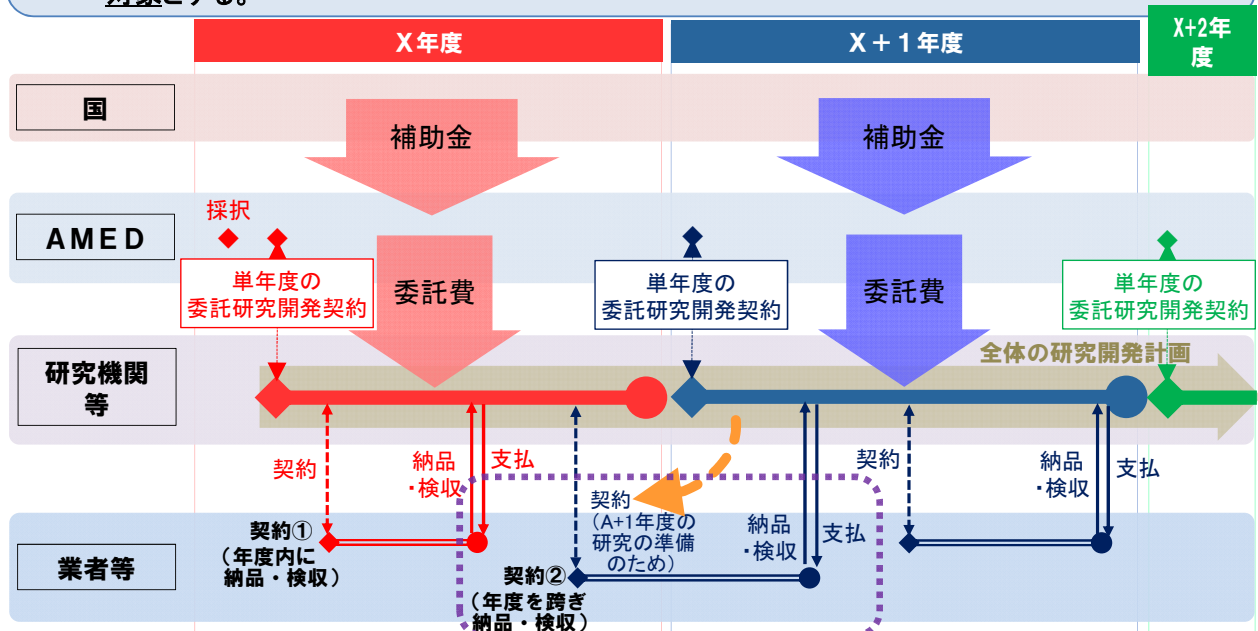 対象とする。
X年度
X＋1年度
X+2年
度
国
補助金
補助金
AMED
採択
単年度の
委託研究開発契約
委託費
単年度の
委託研究開発契約
委託費
単年度の
委託研究開発契約
研究機関
等
全体の研究開発計画
契約
納品
・検収
支払
契約
（A+1年度の
研究の準備
のため）
納品
・検収
支払
契約
納品
・検収
支払
業者等
契約①
（年度内に
納品・検収）
契約②
（年度を跨ぎ
納品・検収）